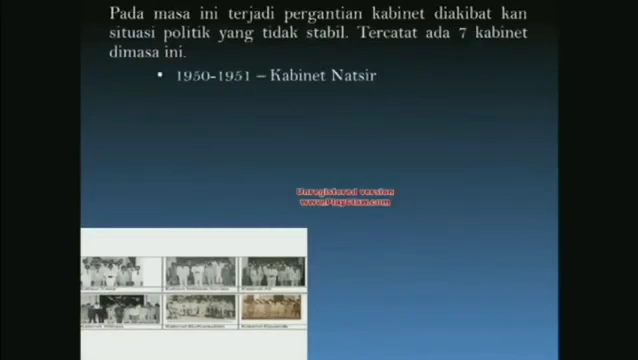 Pada masa ini terjadi pergantian kabinet diakibat kan
situasi politik yang tidak stabil. Tercatat ada 7 kabinet
dimasa ini.
• 1950-1951 – Kabinet Natsir
Unregistered version
www.PlayClaw.com